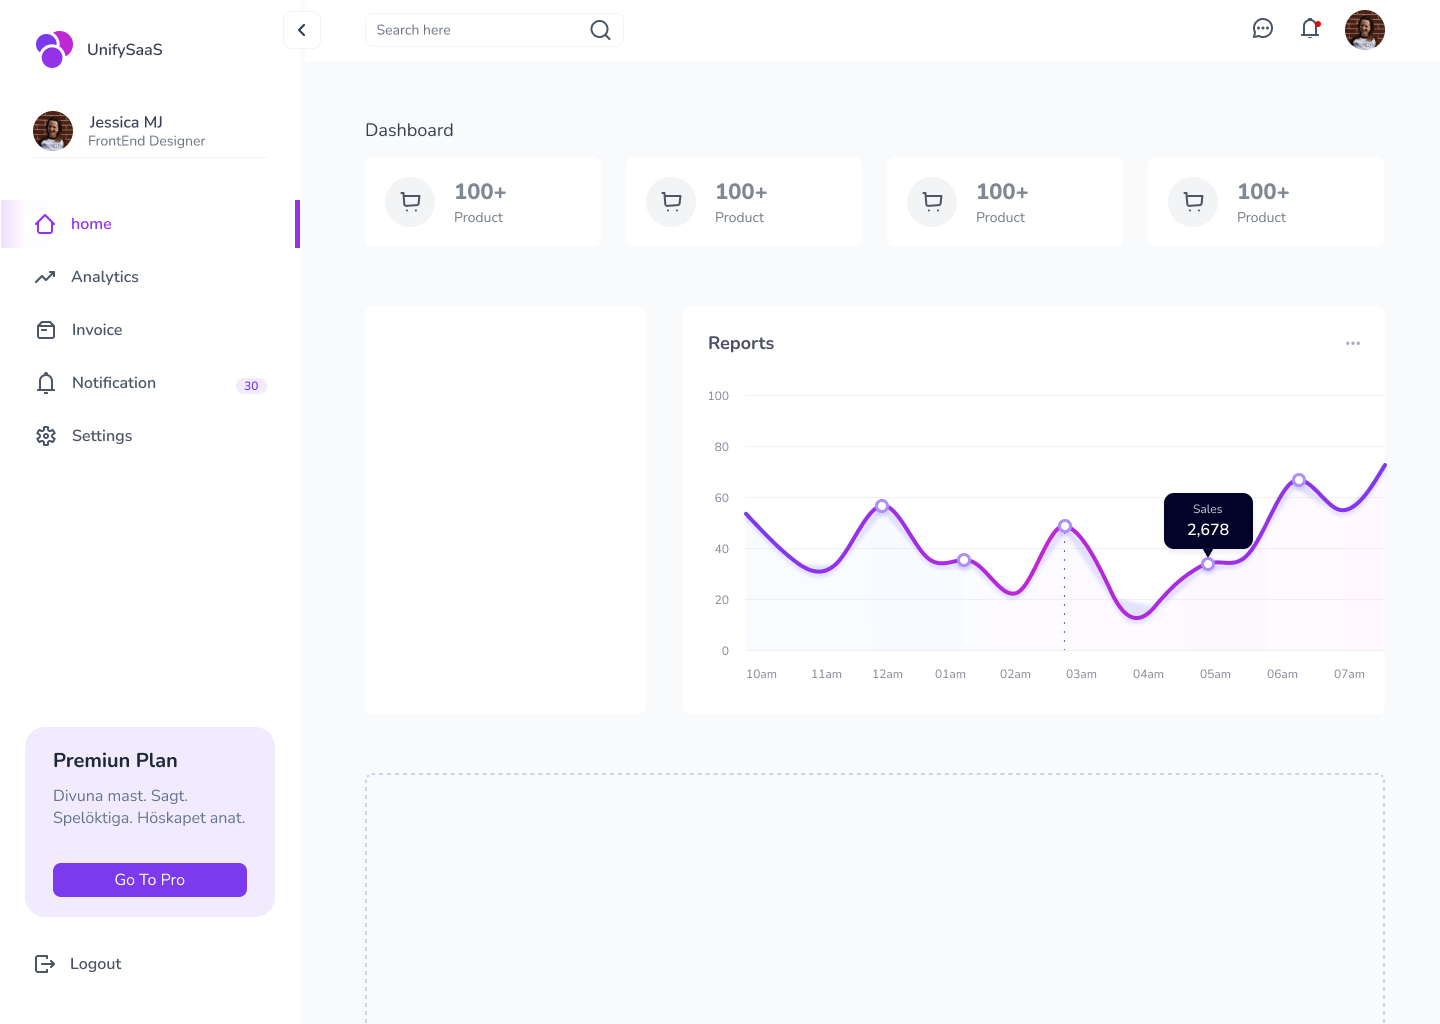 UnifySaaS
Search here
Jessica MJ
FrontEnd Designer
home
Analytics
Invoice
Notification
30
Settings
Premiun Plan
Divuna mast. Sagt.
Spelöktiga. Höskapet anat.
Go To Pro
Logout
Dashboard
100+
Product
100+
Product
100+
Product
100+
Product
Reports
100
80
60
40
20
0
Sales
2,678
10am 11am 12am 01am 02am 03am 04am 05am 06am 07am